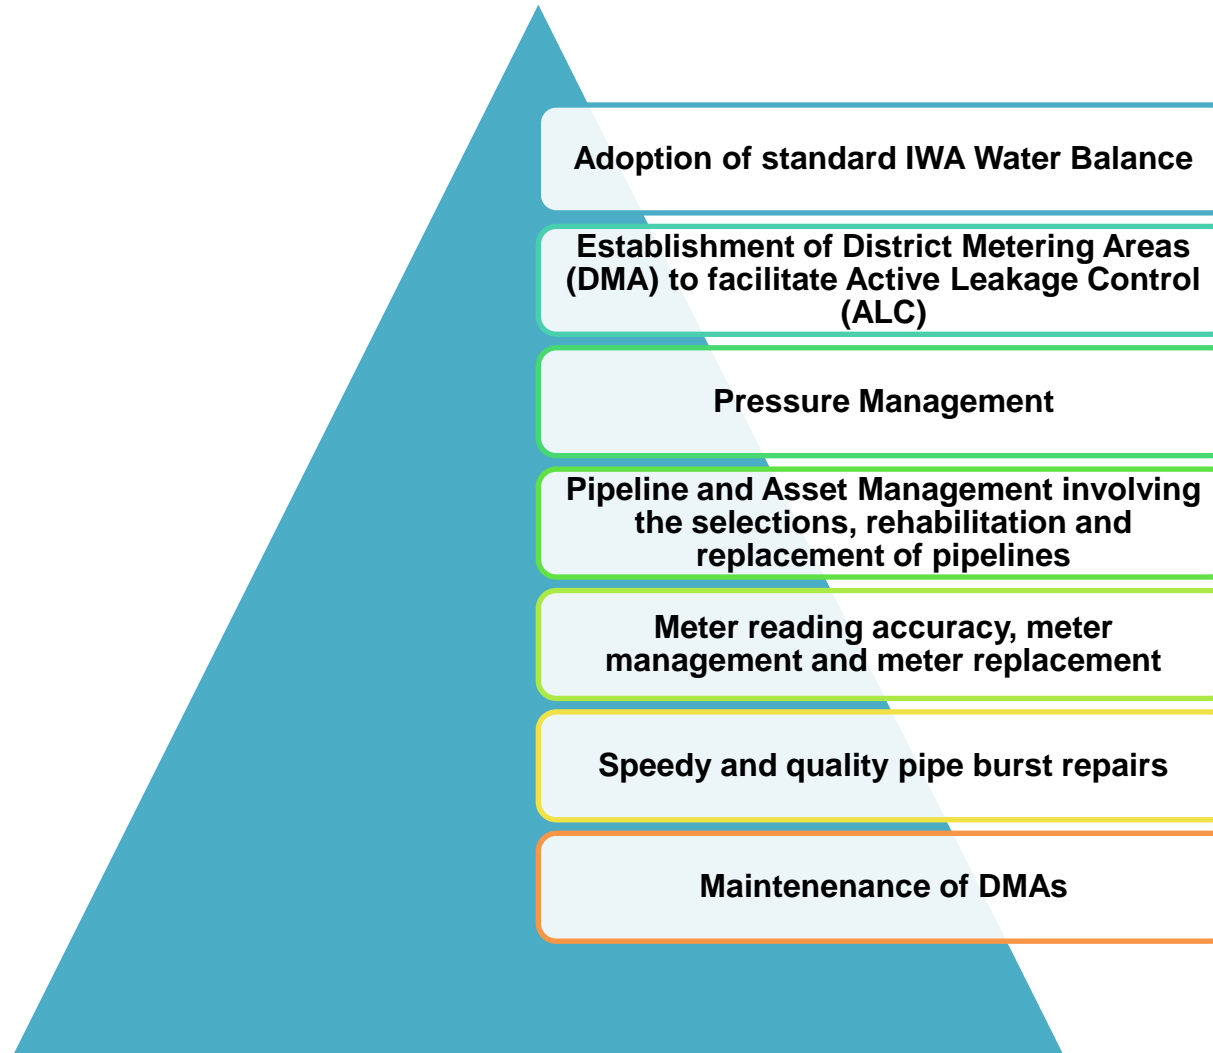 Adoption of standard IWA Water Balance
Establishment of District Metering Areas
(DMA) to facilitate Active Leakage Control
(ALC)
Pressure Management
Pipeline and Asset Management involving
the selections, rehabilitation and
replacement of pipelines
Meter reading accuracy, meter
management and meter replacement
Speedy and quality pipe burst repairs
Maintenenance of DMAs